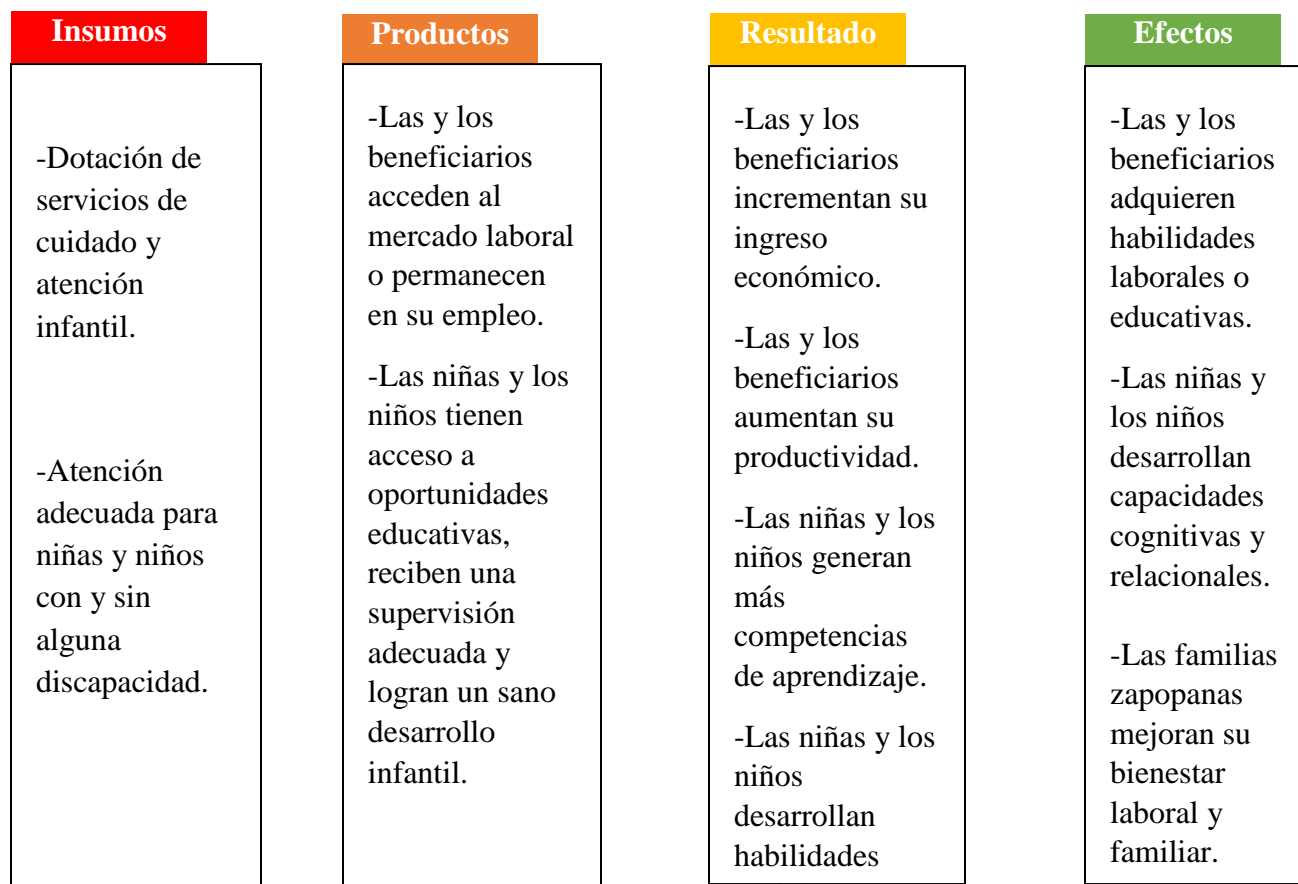 Insumos
-Dotación de
servicios de
cuidado y
atención
infantil.
-Atención
adecuada para
niñas y niños
con y sin
alguna
discapacidad.
Productos
-Las y los
beneficiarios
acceden al
mercado laboral
o permanecen
en su empleo.
-Las niñas y los
niños tienen
acceso a
oportunidades
educativas,
reciben una
supervisión
adecuada y
logran un sano
desarrollo
infantil.
Resultado
-Las y los
beneficiarios
incrementan su
ingreso
económico.
-Las y los
beneficiarios
aumentan su
productividad.
-Las niñas y los
niños generan
más
competencias
de aprendizaje.
-Las niñas y los
niños
desarrollan
habilidades
Efectos
-Las y los
beneficiarios
adquieren
habilidades
laborales o
educativas.
-Las niñas y
los niños
desarrollan
capacidades
cognitivas y
relacionales.
-Las familias
zapopanas
mejoran su
bienestar
laboral y
familiar.